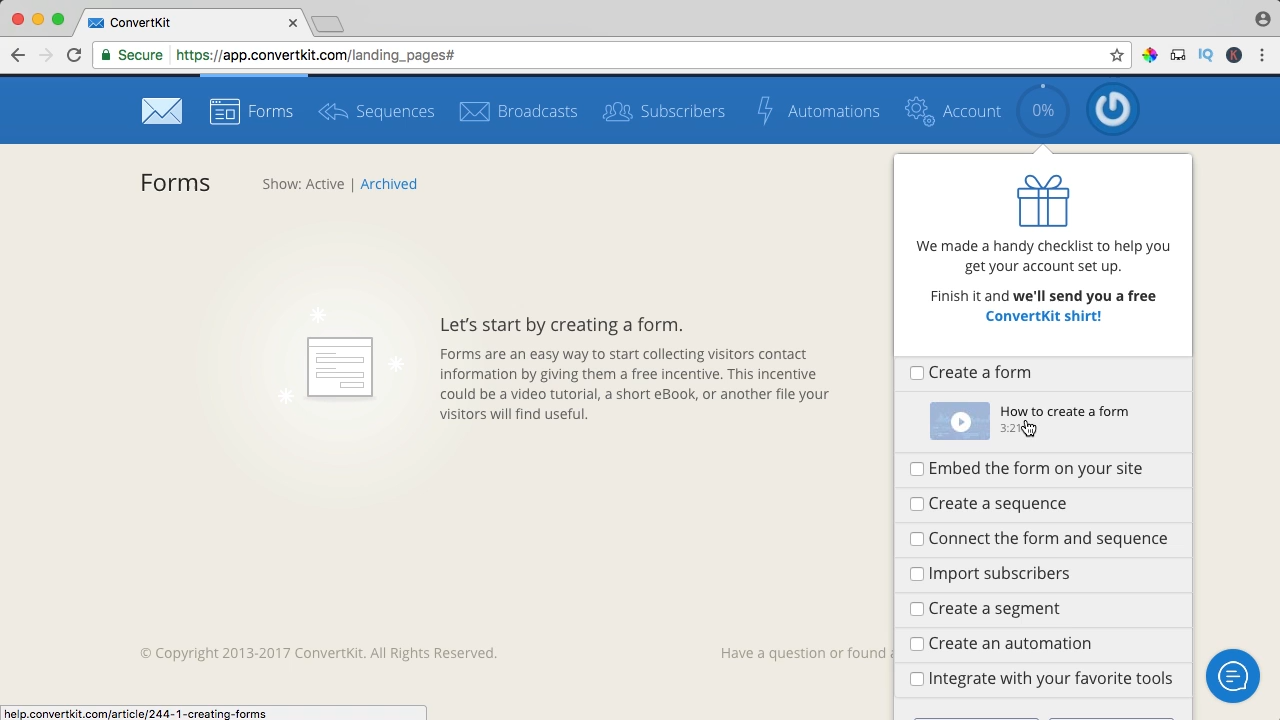 ConvertKit
Secure
https://app.convertkit.com/landing_pages#
Forms
Sequences
Broadcasts
Subscribers
Automations
Account
0%
Forms
Show: Active | Archived
We made a handy checklist to help you
get your account set up.
Finish it and we'll send you a free
ConvertKit shirt!
Let's start by creating a form.
Forms are an easy way to start collecting visitors contact
information by giving them a free incentive. This incentive
could be a video tutorial, a short eBook, or another file your
visitors will find useful.
Create a form
How to create a form
3:21
Embed the form on your site
Create a sequence
Connect the form and sequence
Import subscribers
Create a segment
Create an automation
Integrate with your favorite tools
© Copyright 2013-2017 ConvertKit. All Rights Reserved.
Have a question or found
help.convertkit.com/article/244-1-creating-forms